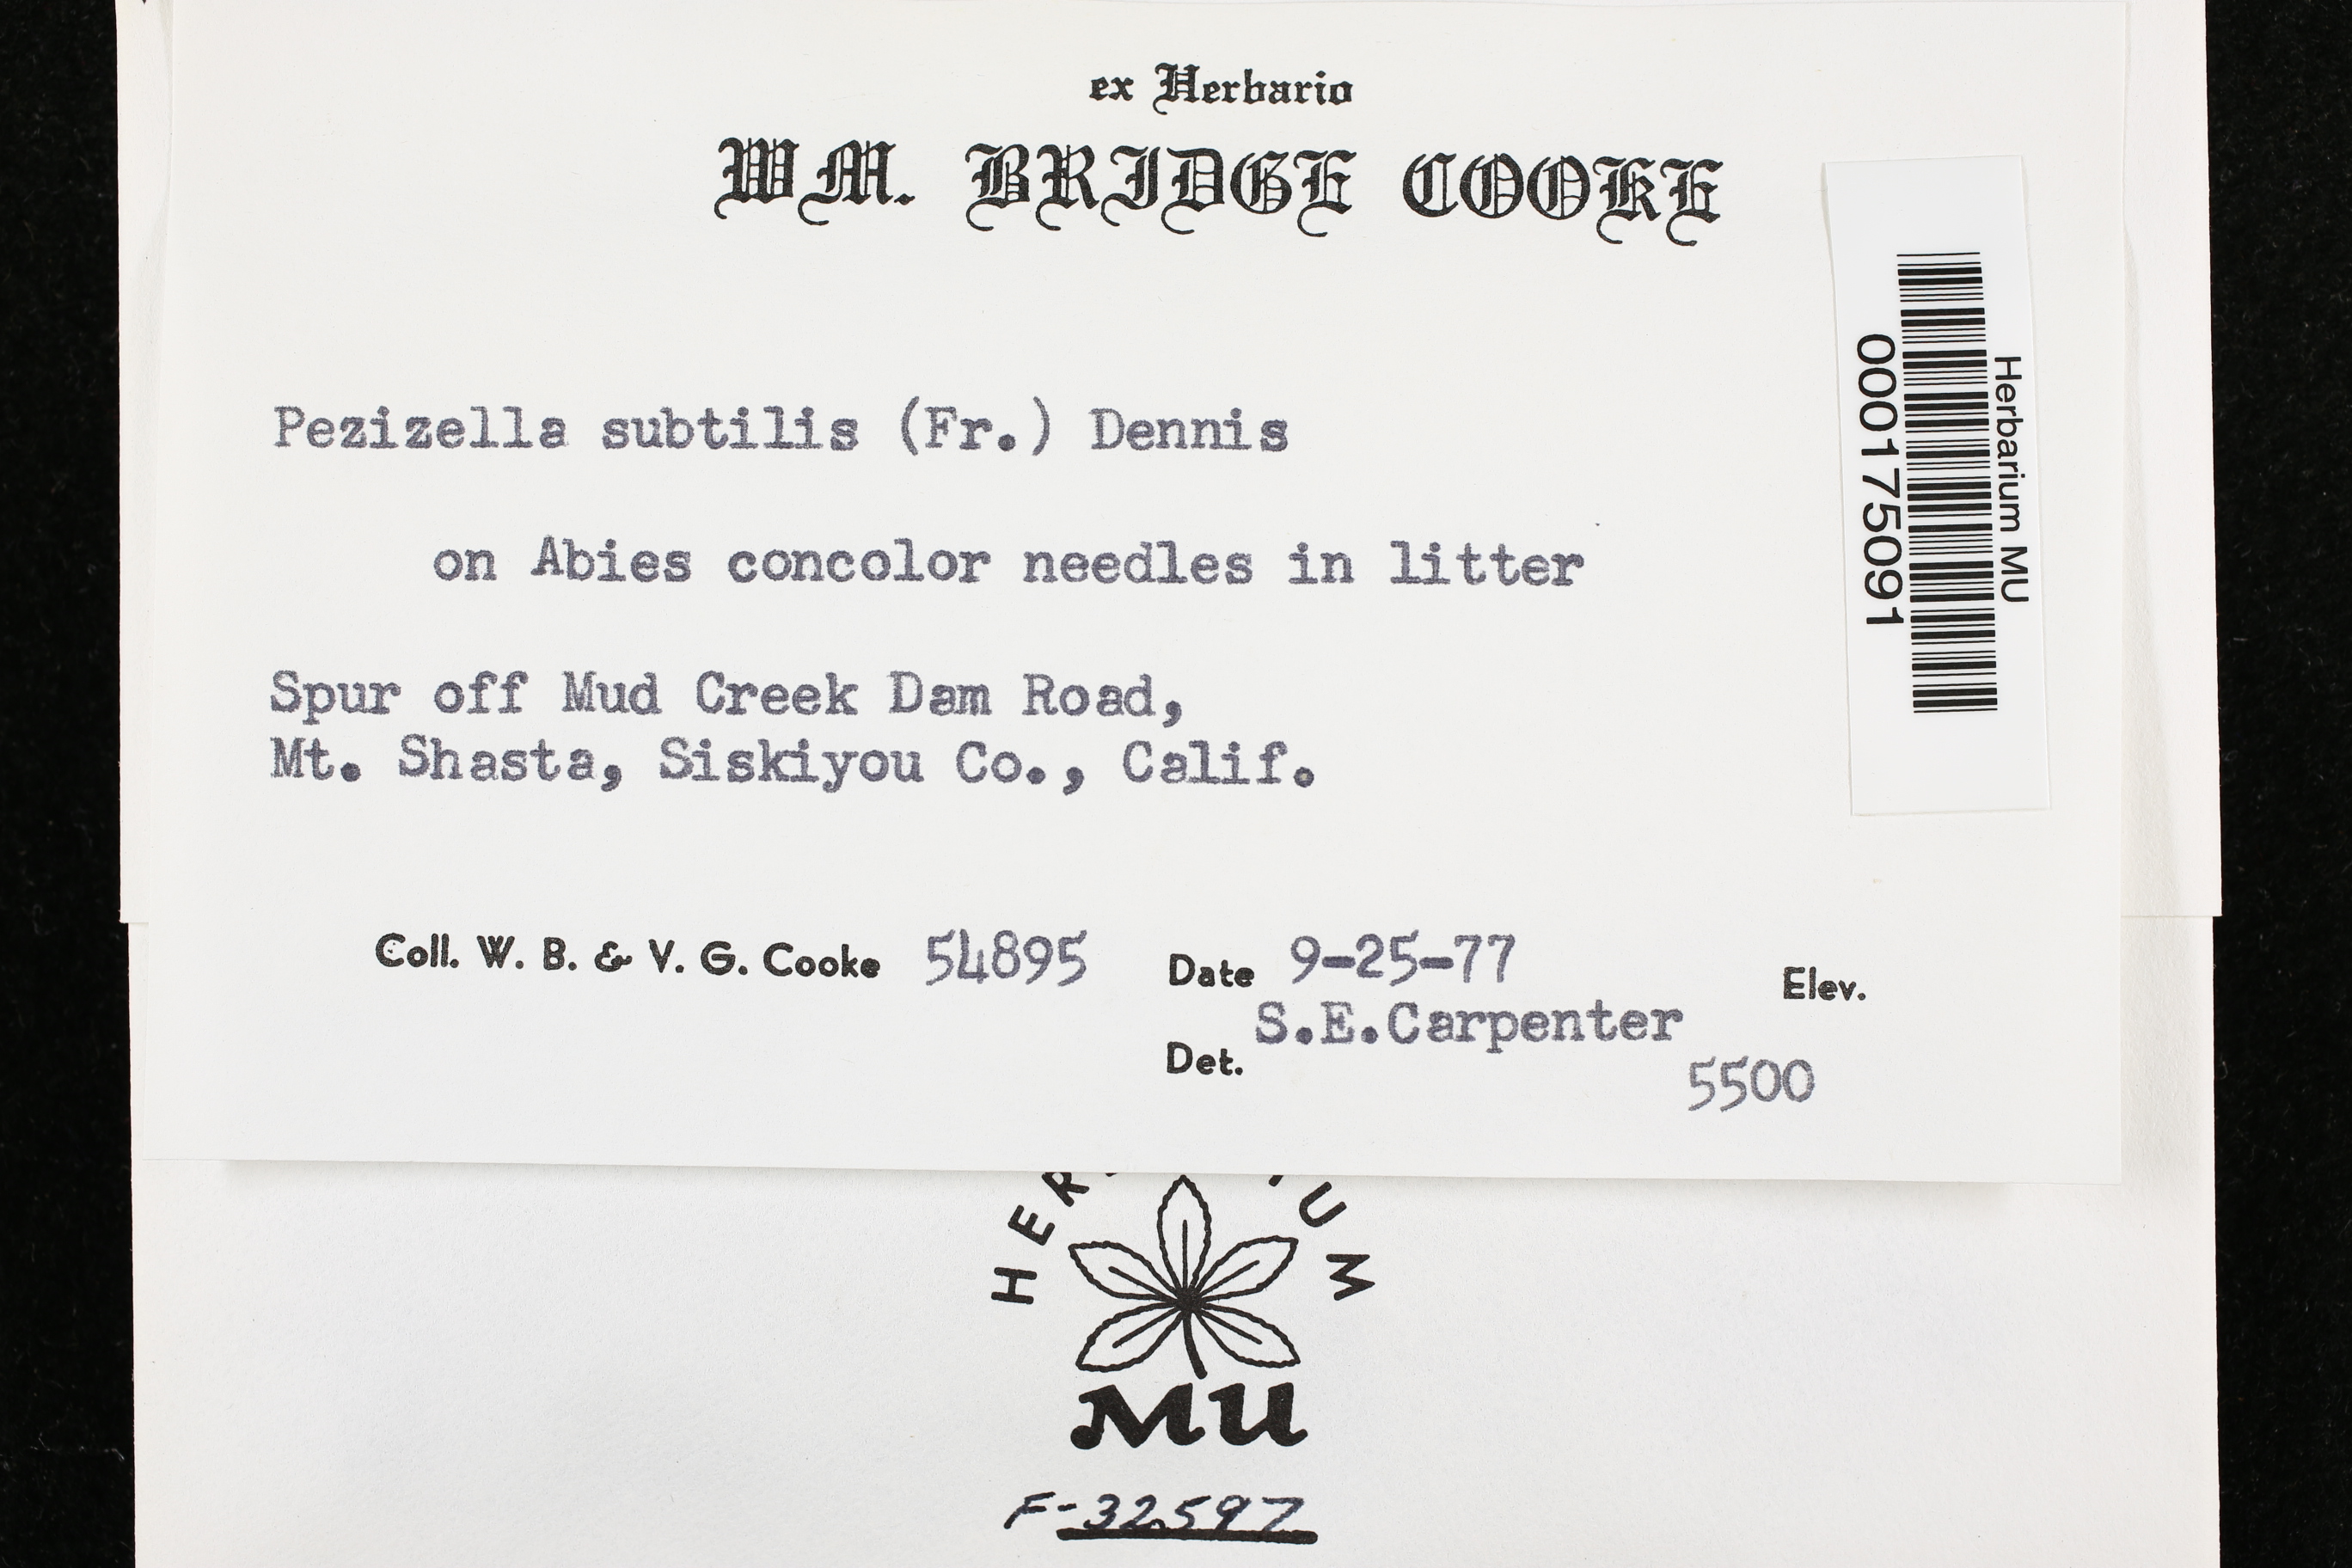 ex Herbario
WM. BRIDGE COOKE
Pezizella subtilis (Fr.) Dennis
on Abies concolor needles in litter
Spur off Mud Creek Dam Road,
Mt. Shasta, Siskiyou Co., Calif.
Coll. W. B. & V. G. Cooke 54895 Date 9-25-77 Elev.
Det. S.E.Carpenter
5500
Herbarium MU
000175091
MU
F-32597